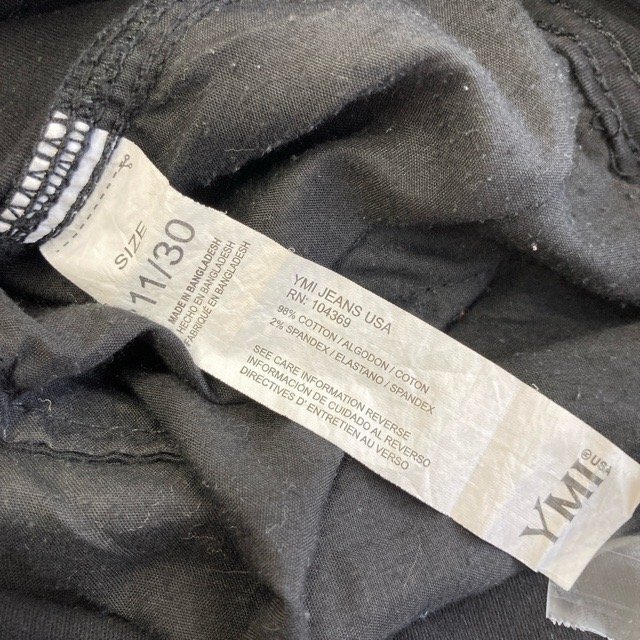 SIZE
11/30
MADE IN BANGLADESH
HECHO EN BANGLADESH
FABRIQUÉ EN BANGLADESH
YMI JEANS USA
RN: 104369
98% COTTON / ALGODON / COTON
2% SPANDEX / ELASTANO / SPANDEX
SEE CARE INFORMATION REVERSE
INFORMACIÓN DE CUIDADO AL REVERSO
DIRECTIVES D'ENTRETIEN AU VERSO
YMI ® USA